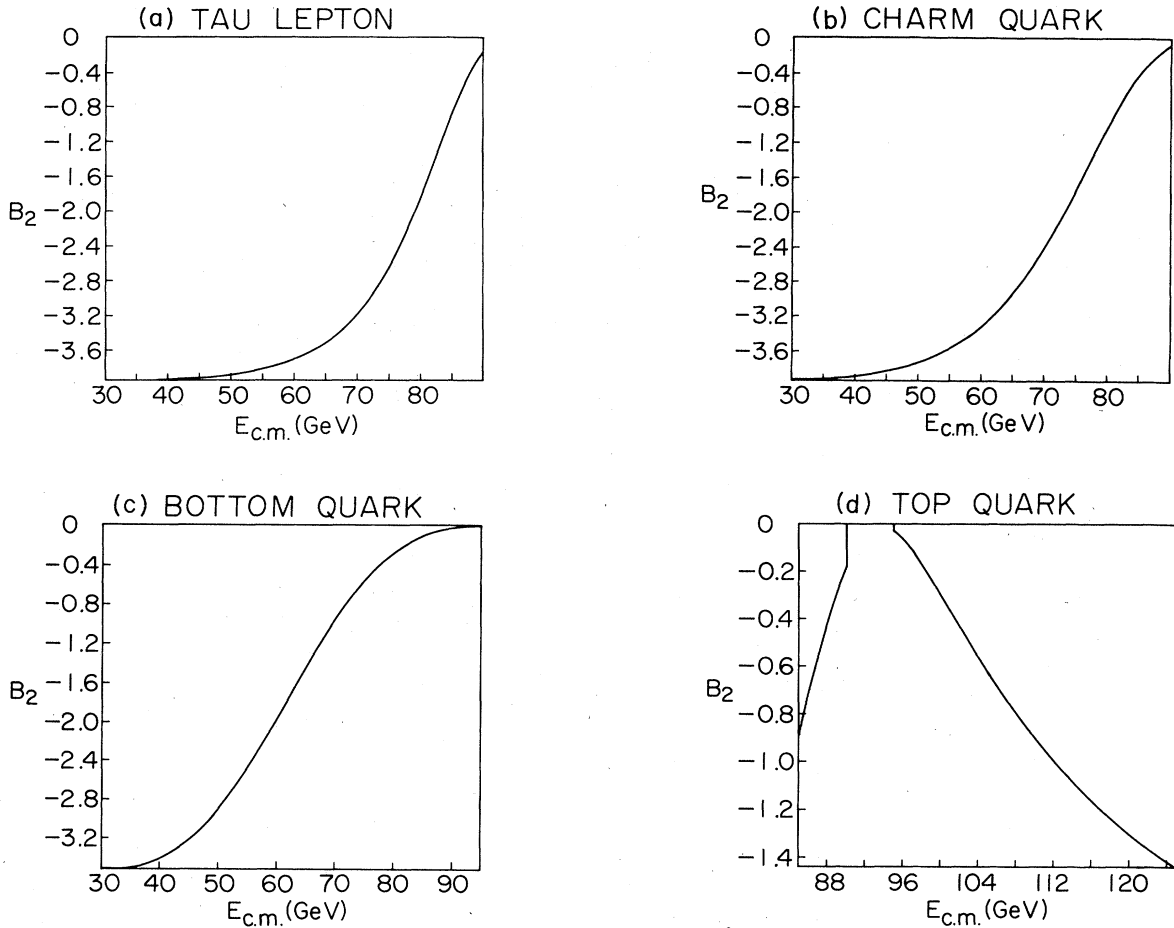 (a) TAU LEPTON
0
−0.4
−0.8
−1.2
−1.6
B₂ −2.0
−2.4
−2.8
−3.2
−3.6
30 40 50 60 70 80
E_c.m. (GeV)
(b) CHARM QUARK
0
−0.4
−0.8
−1.2
−1.6
B₂ −2.0
−2.4
−2.8
−3.2
−3.6
30 40 50 60 70 80
E_c.m. (GeV)
(c) BOTTOM QUARK
0
−0.4
−0.8
−1.2
−1.6
B₂
−2.0
−2.4
−2.8
−3.2
30 40 50 60 70 80 90
E_c.m. (GeV)
(d) TOP QUARK
0
−0.2
−0.4
−0.6
B₂
−0.8
−1.0
−1.2
−1.4
88 96 104 112 120
E_c.m. (GeV)